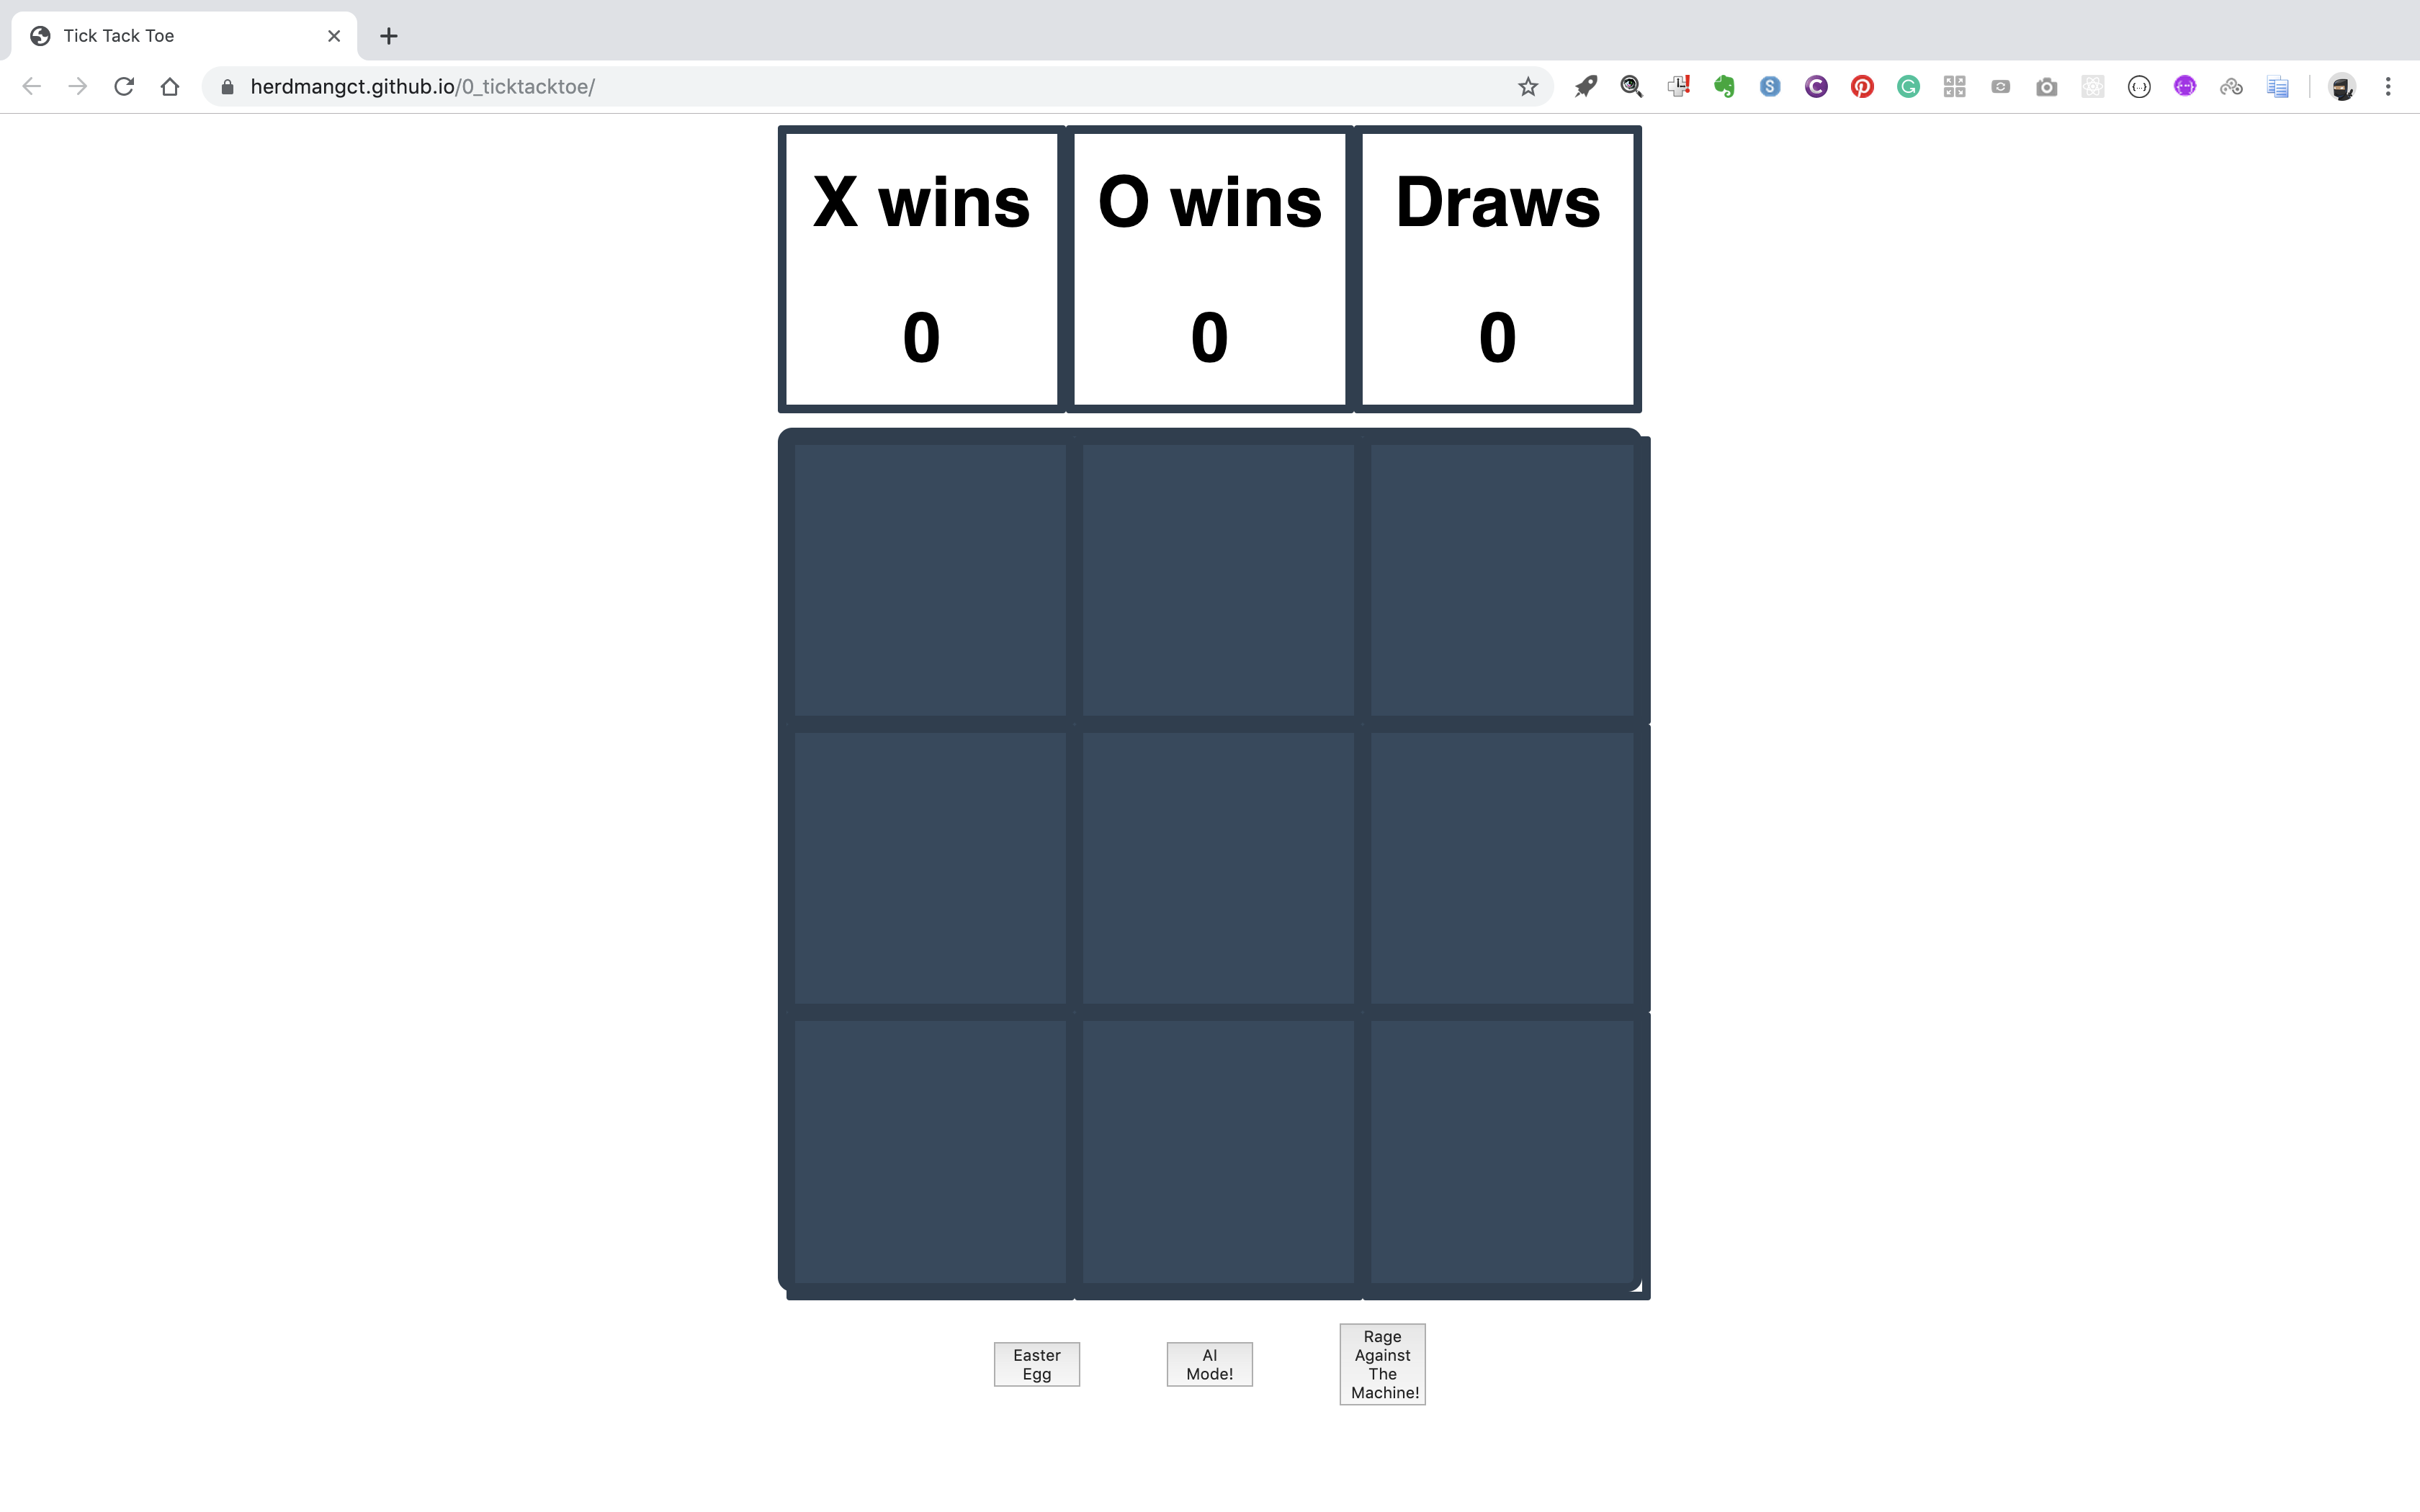 Tick Tack Toe
herdmangct.github.io/0_ticktacktoe/
X wins
O wins
Draws
0
0
0
Easter
Egg
AI
Mode!
Rage
Against
The
Machine!